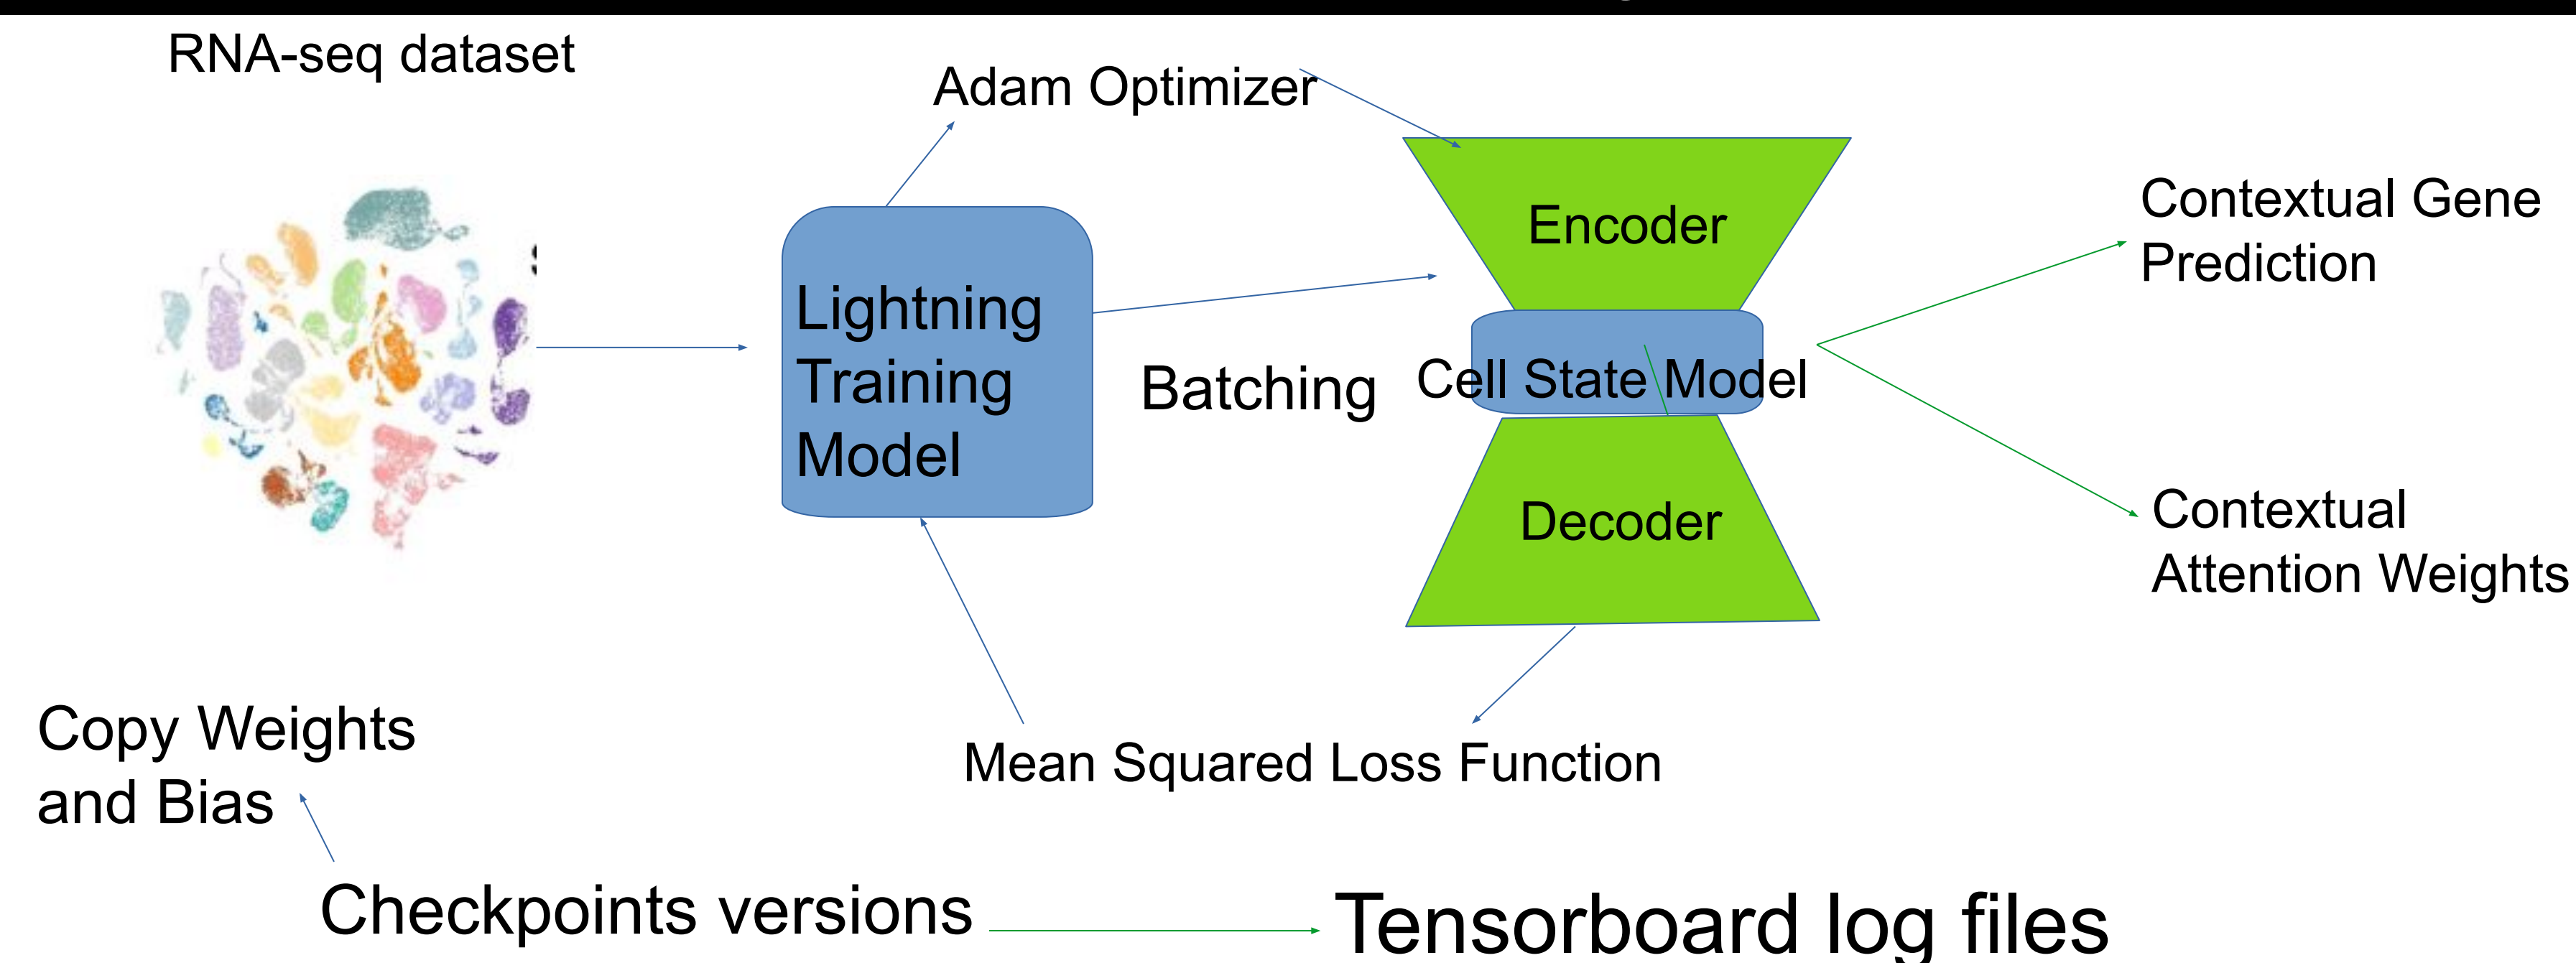 RNA-seq dataset
Adam Optimizer
Encoder
Contextual Gene
Prediction
Lightning
Training
Model
Batching
Cell State Model
Decoder
Contextual
Attention Weights
Copy Weights
and Bias
Mean Squared Loss Function
Checkpoints versions
Tensorboard log files